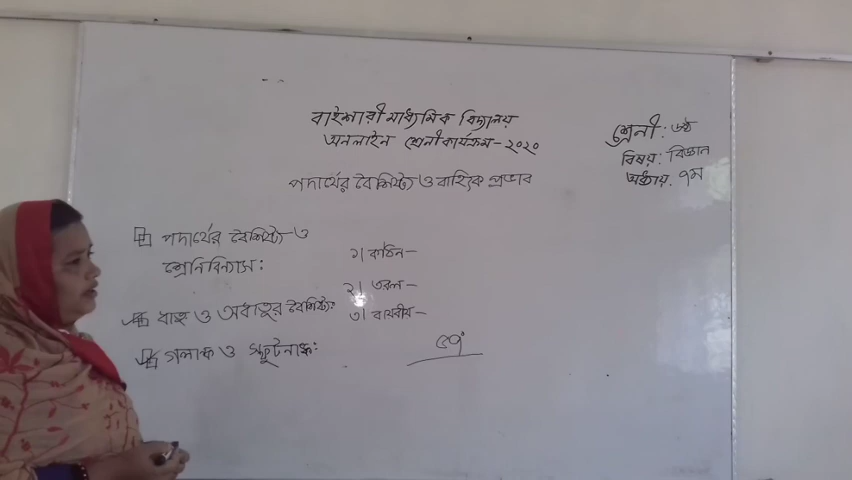 বাইশারী মাধ্যমিক বিদ্যালয়
অনলাইন শ্রেনী কার্যক্রম-২০২০
শ্রেনী: ৬ষ্ঠ
বিষয়: বিজ্ঞান
অধ্যায়: ৭ম
পদার্থের বৈশিষ্ট্য ও বাহ্যিক প্রভাব
পদার্থের বৈশিষ্ট্য ও
শ্রেনিবিন্যাস:
ধাতু ও অধাতুর বৈশিষ্ট্য:
গলাঙ্ক ও স্ফুটনাঙ্ক:
১। কঠিন-
২। তরল-
৩। বায়বীয়-
৫৭°